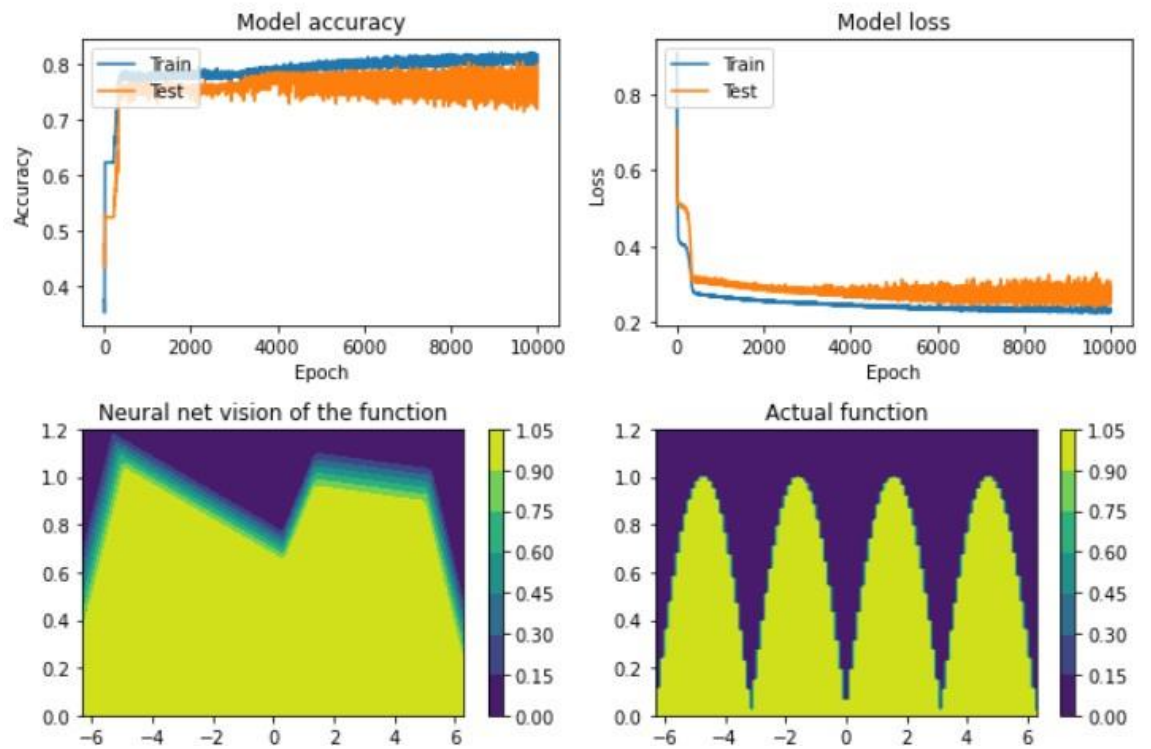 Model accuracy
0.8
0.7
0.6
0.5
0.4
Accuracy
Train
Test
0 2000 4000 6000 8000 10000
Epoch
Model loss
0.8
0.6
0.4
0.2
Loss
Train
Test
0 2000 4000 6000 8000 10000
Epoch
Neural net vision of the function
1.2
1.0
0.8
0.6
0.4
0.2
0.0
−6 −4 −2 0 2 4 6
1.05
0.90
0.75
0.60
0.45
0.30
0.15
0.00
Actual function
1.2
1.0
0.8
0.6
0.4
0.2
0.0
−6 −4 −2 0 2 4 6
1.05
0.90
0.75
0.60
0.45
0.30
0.15
0.00